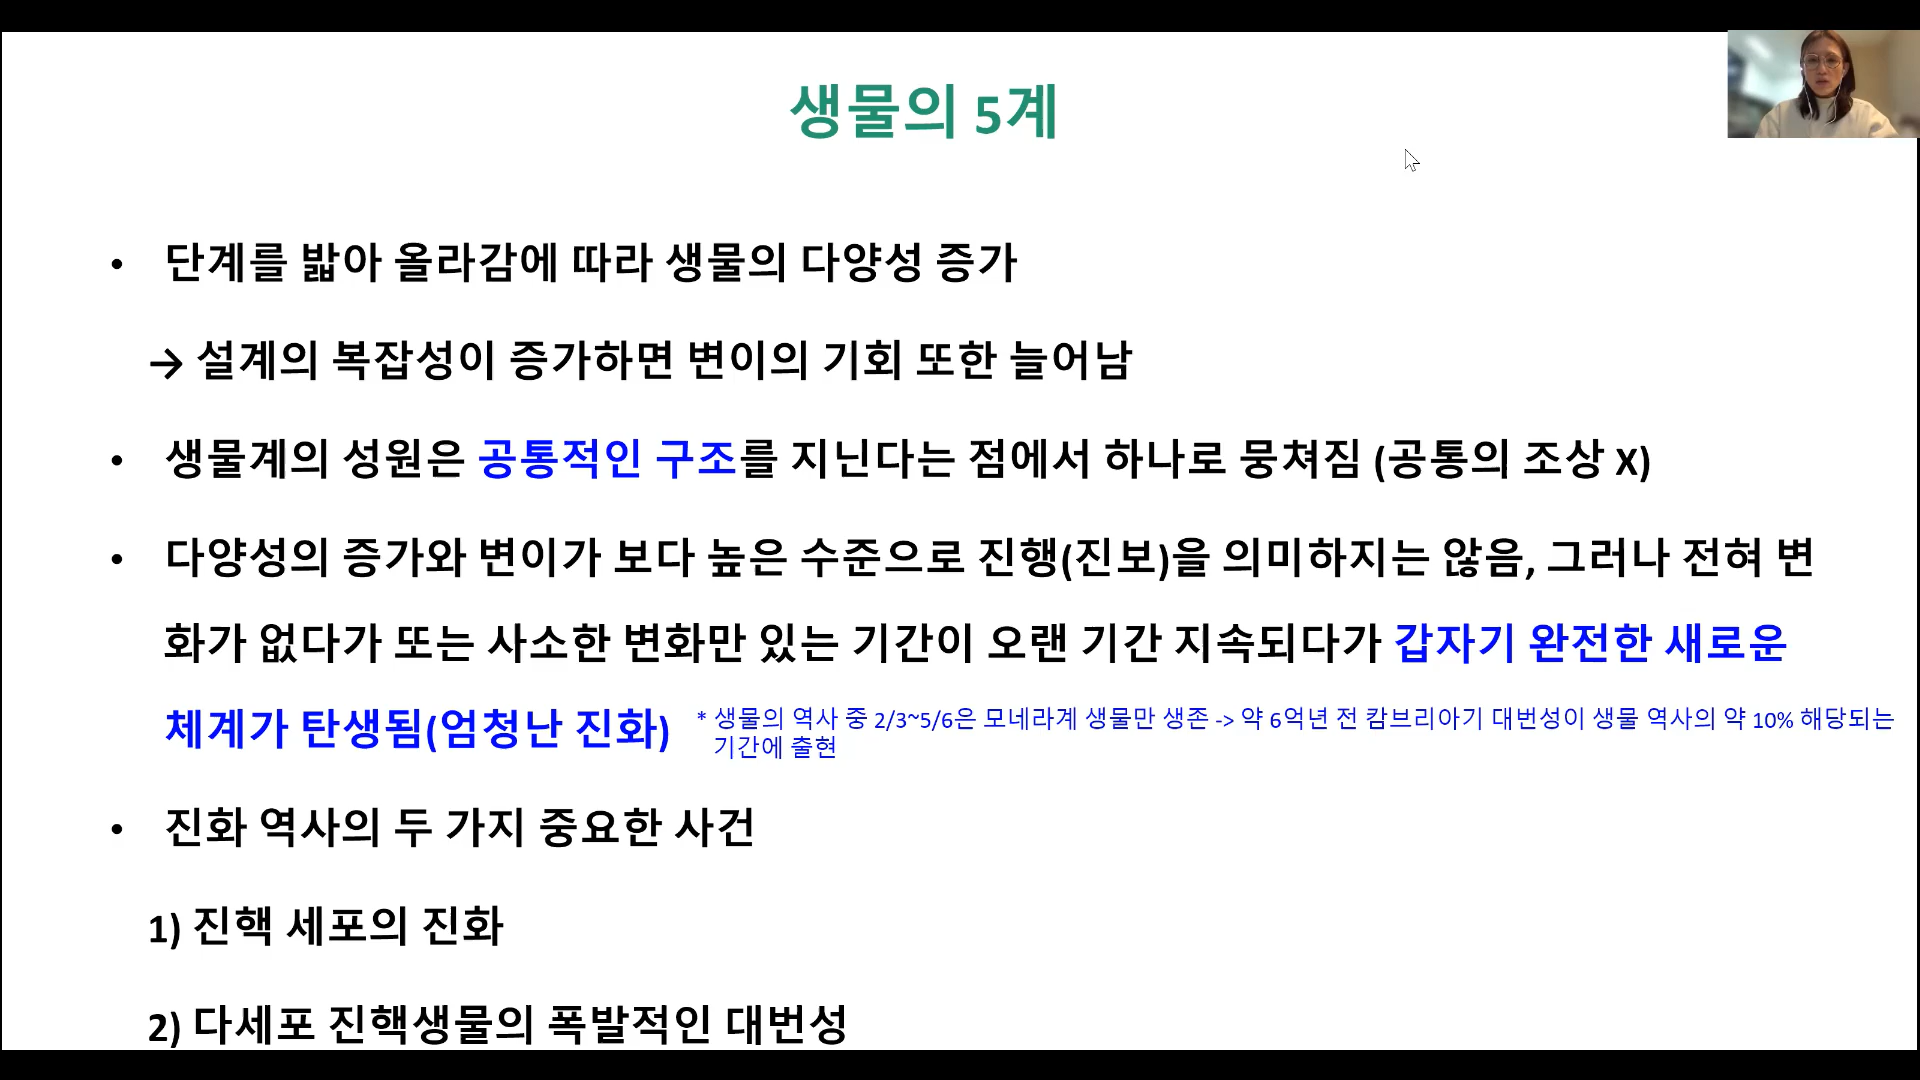 생물의 5계
• 단계를 밟아 올라감에 따라 생물의 다양성 증가
→ 설계의 복잡성이 증가하면 변이의 기회 또한 늘어남
• 생물계의 성원은 공통적인 구조를 지닌다는 점에서 하나로 뭉쳐짐 (공통의 조상 X)
• 다양성의 증가와 변이가 보다 높은 수준으로 진행(진보)을 의미하지는 않음, 그러나 전혀 변
화가 없다가 또는 사소한 변화만 있는 기간이 오랜 기간 지속되다가 갑자기 완전한 새로운
체계가 탄생됨(엄청난 진화)
* 생물의 역사 중 2/3~5/6은 모네라계 생물만 생존 -> 약 6억년 전 캄브리아기 대번성이 생물 역사의 약 10% 해당되는
기간에 출현
• 진화 역사의 두 가지 중요한 사건
1) 진핵 세포의 진화
2) 다세포 진핵생물의 폭발적인 대번성